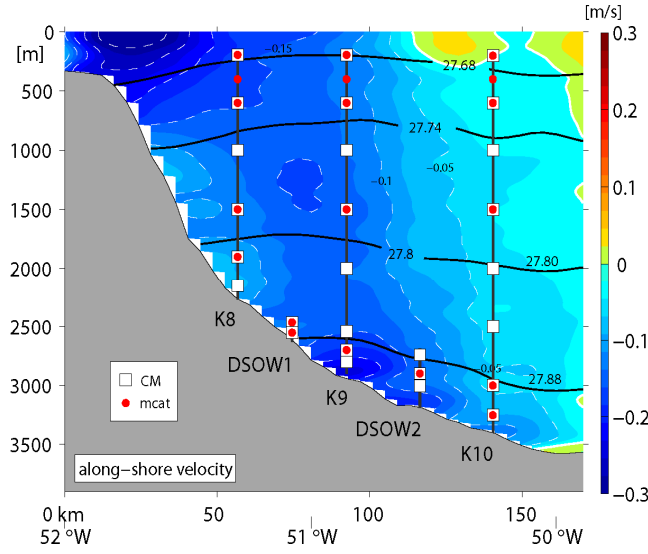 [m/s]
0
[m]
500
1000
1500
2000
2500
3000
3500
−0.15
27.68
27.74
−0.05
−0.1
27.8
27.80
−0.05
27.88
K8
DSOW1
K9
DSOW2
K10
CM
mcat
along−shore velocity
0 km
50
100
150
52 °W
51 °W
50 °W
0.3
0.2
0.1
0
−0.1
−0.2
−0.3